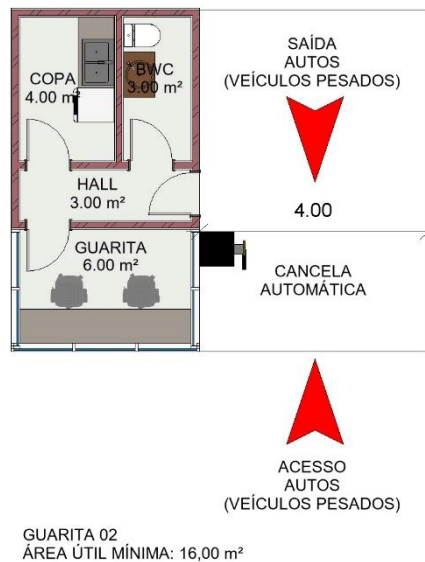 SAÍDA
AUTOS
(VEÍCULOS PESADOS)
COPA
4.00 m²
BWC
3.00 m²
HALL
3.00 m²
4.00
GUARITA
6.00 m²
CANCELA
AUTOMÁTICA
ACESSO
AUTOS
(VEÍCULOS PESADOS)
GUARITA 02
ÁREA ÚTIL MÍNIMA: 16,00 m²